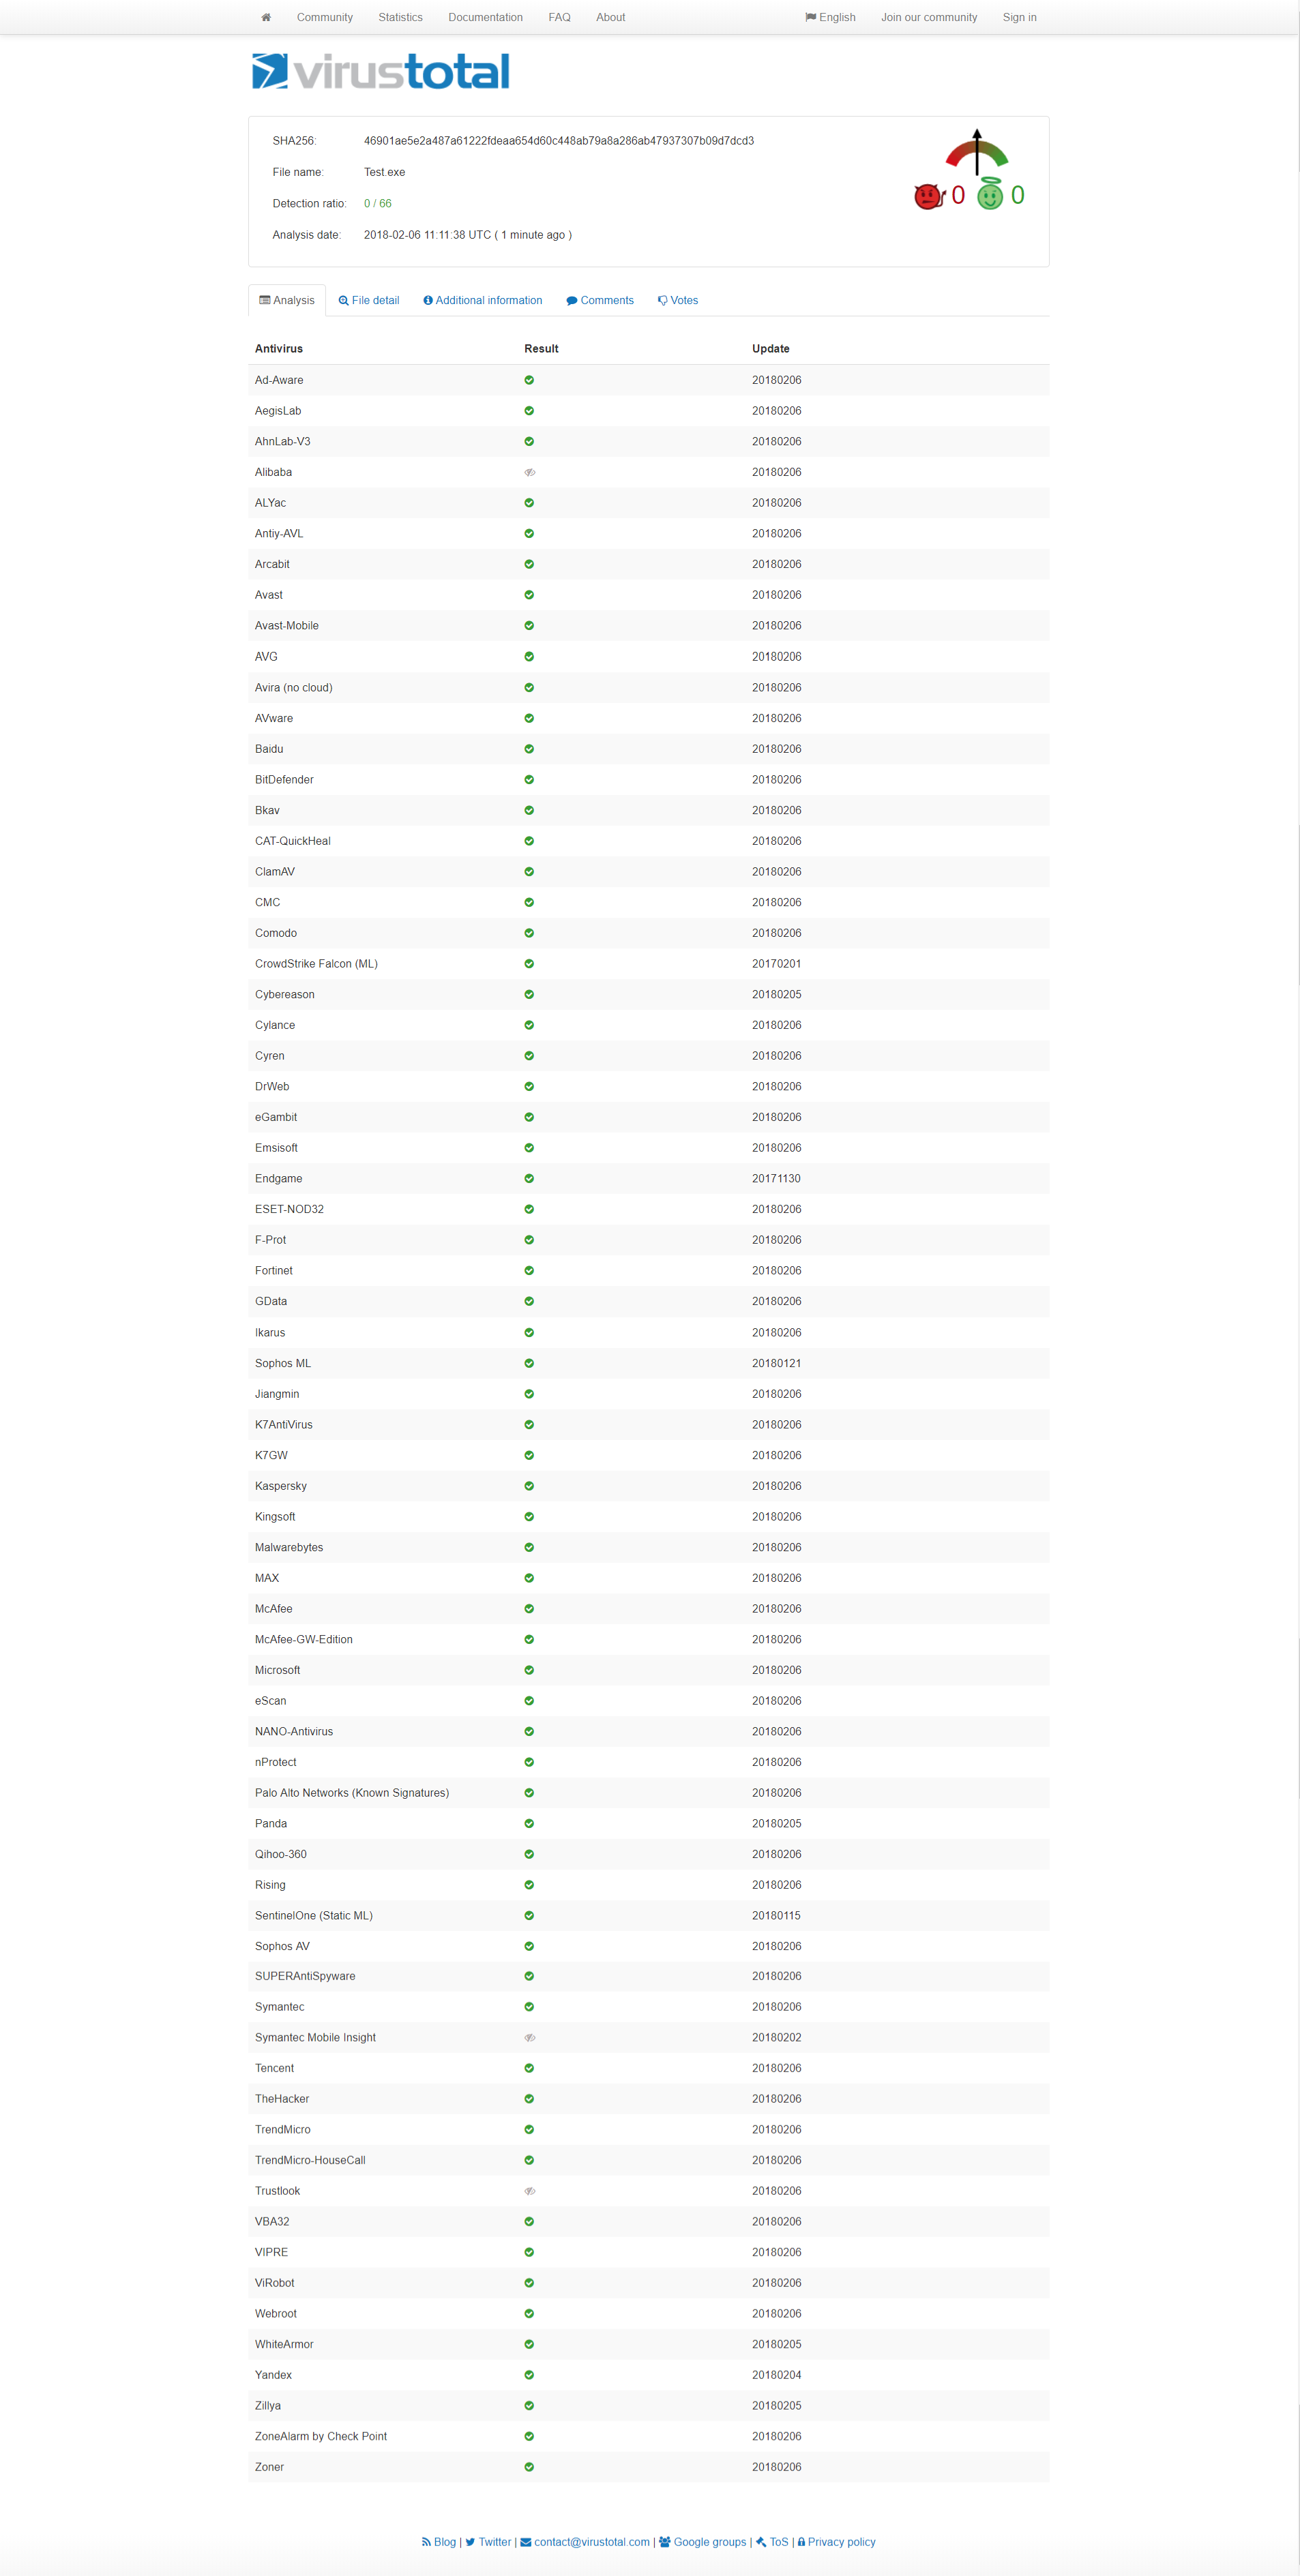 Community Statistics Documentation FAQ About English Join our community Sign in
virustotal
SHA256: 46901ae5e2a487a61222fdeaa654d60c448ab79a8a286ab47937307b09d7dcd3
File name: Test.exe
Detection ratio: 0 / 66
Analysis date: 2018-02-06 11:11:38 UTC ( 1 minute ago )
0 0
Analysis File detail Additional information Comments Votes
Antivirus Result Update
Ad-Aware 20180206
AegisLab 20180206
AhnLab-V3 20180206
Alibaba 20180206
ALYac 20180206
Antiy-AVL 20180206
Arcabit 20180206
Avast 20180206
Avast-Mobile 20180206
AVG 20180206
Avira (no cloud) 20180206
AVware 20180206
Baidu 20180206
BitDefender 20180206
Bkav 20180206
CAT-QuickHeal 20180206
ClamAV 20180206
CMC 20180206
Comodo 20180206
CrowdStrike Falcon (ML) 20170201
Cybereason 20180205
Cylance 20180206
Cyren 20180206
DrWeb 20180206
eGambit 20180206
Emsisoft 20180206
Endgame 20171130
ESET-NOD32 20180206
F-Prot 20180206
Fortinet 20180206
GData 20180206
Ikarus 20180206
Sophos ML 20180121
Jiangmin 20180206
K7AntiVirus 20180206
K7GW 20180206
Kaspersky 20180206
Kingsoft 20180206
Malwarebytes 20180206
MAX 20180206
McAfee 20180206
McAfee-GW-Edition 20180206
Microsoft 20180206
eScan 20180206
NANO-Antivirus 20180206
nProtect 20180206
Palo Alto Networks (Known Signatures) 20180206
Panda 20180205
Qihoo-360 20180206
Rising 20180206
SentinelOne (Static ML) 20180115
Sophos AV 20180206
SUPERAntiSpyware 20180206
Symantec 20180206
Symantec Mobile Insight 20180202
Tencent 20180206
TheHacker 20180206
TrendMicro 20180206
TrendMicro-HouseCall 20180206
Trustlook 20180206
VBA32 20180206
VIPRE 20180206
ViRobot 20180206
Webroot 20180206
WhiteArmor 20180205
Yandex 20180204
Zillya 20180205
ZoneAlarm by Check Point 20180206
Zoner 20180206
Blog | Twitter | contact@virustotal.com | Google groups | ToS | Privacy policy